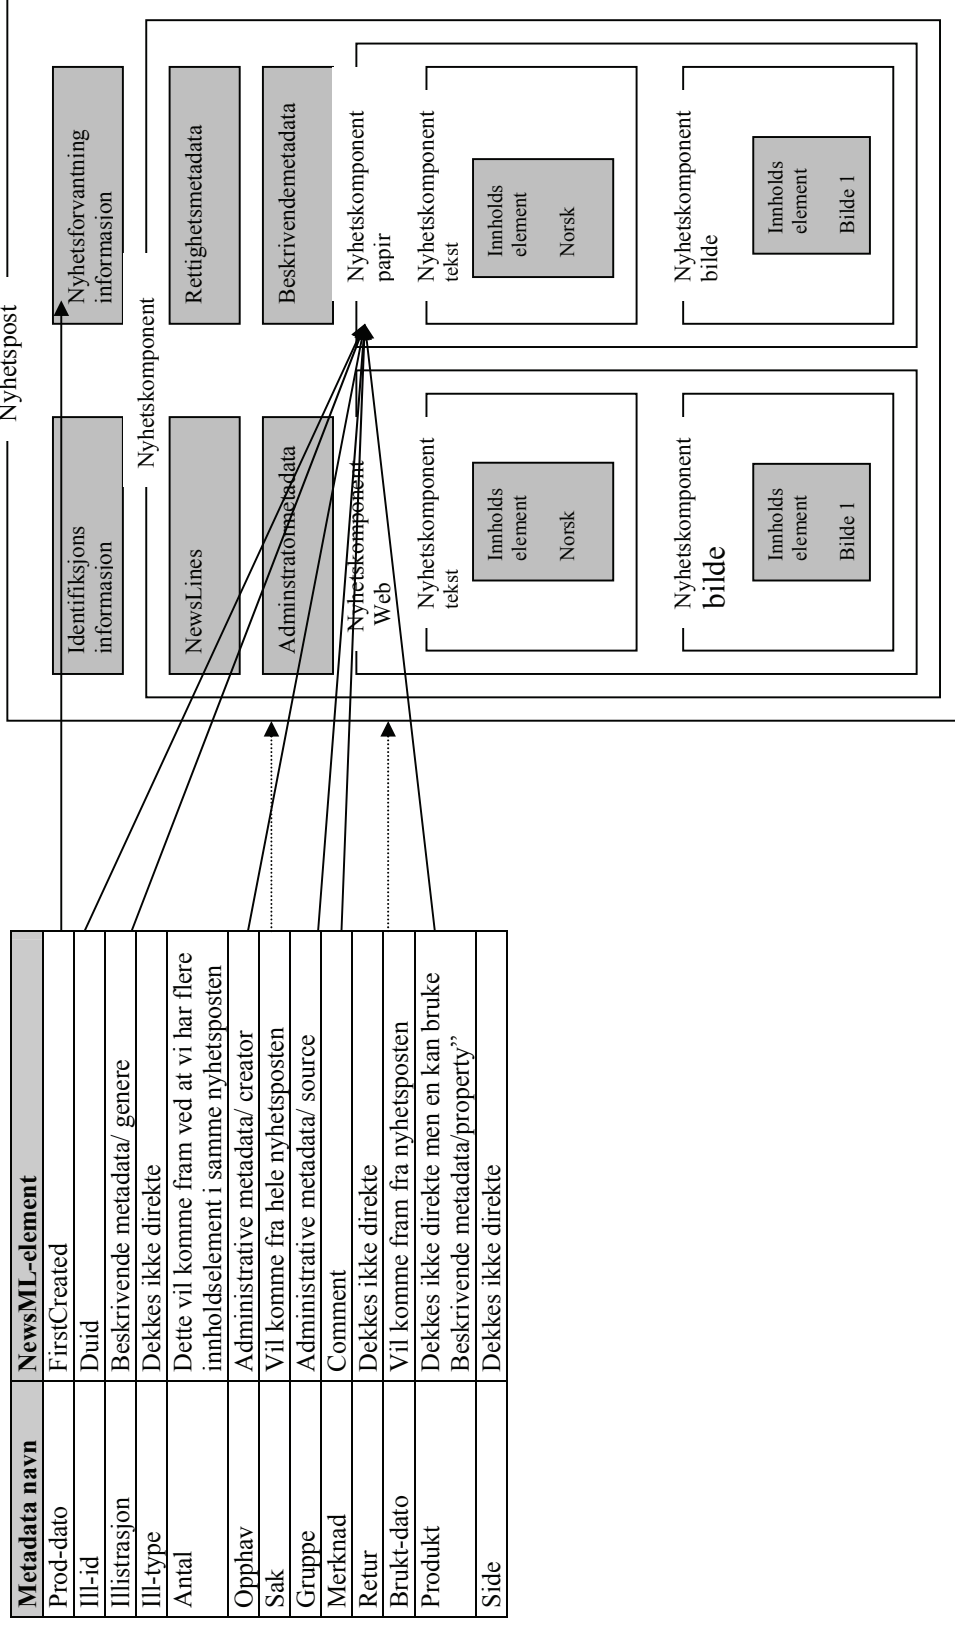 Metadata navn NewsML-element
Prod-dato FirstCreated
Ill-id Duid
Illistrasjon Beskrivende metadata/ genere
Ill-type Dekkes ikke direkte
Antal Dette vil komme fram ved at vi har flere
innholdselement i samme nyhetsposten
Opphav Administrative metadata/ creator
Sak Vil komme fra hele nyhetsposten
Gruppe Administrative metadata/ source
Merknad Comment
Retur Dekkes ikke direkte
Brukt-dato Vil komme fram fra nyhetsposten
Produkt Dekkes ikke direkte men en kan bruke
Beskrivende metadata/property”
Side Dekkes ikke direkte
Nyhetspost
Identifiksjons
informasjon
Nyhetsforvantning
informasjon
Nyhetskomponent
NewsLines
Rettighetsmetadata
Adminstratormetadata
Beskrivendemetadata
Nyhetskomponent
Web
Nyhetskomponent
tekst
Innholds
element
Norsk
Nyhetskomponent
bilde
Innholds
element
Bilde 1
Nyhetskomponent
papir
Nyhetskomponent
tekst
Innholds
element
Norsk
Nyhetskomponent
bilde
Innholds
element
Bilde 1